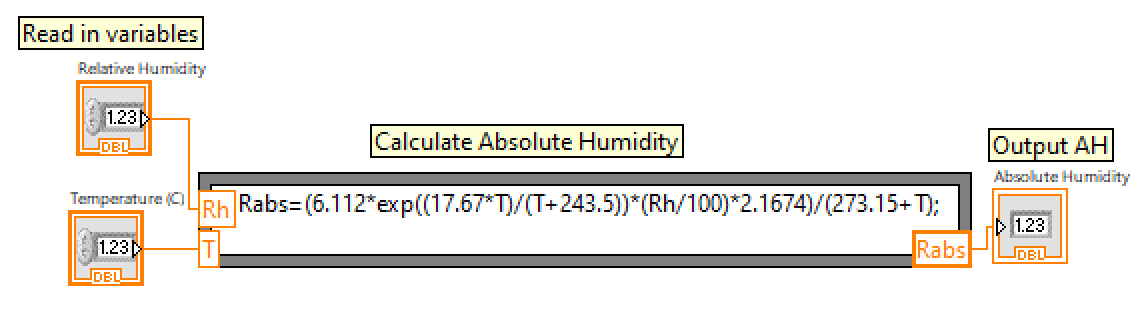 Read in variables
Relative Humidity
1.23
DBL
Calculate Absolute Humidity
Output AH
Absolute Humidity
Temperature (C)
Rh
Rabs=(6.112*exp((17.67*T)/(T+243.5))*(Rh/100)*2.1674)/(273.15+T);
1.23
DBL
T
Rabs
1.23
DBL